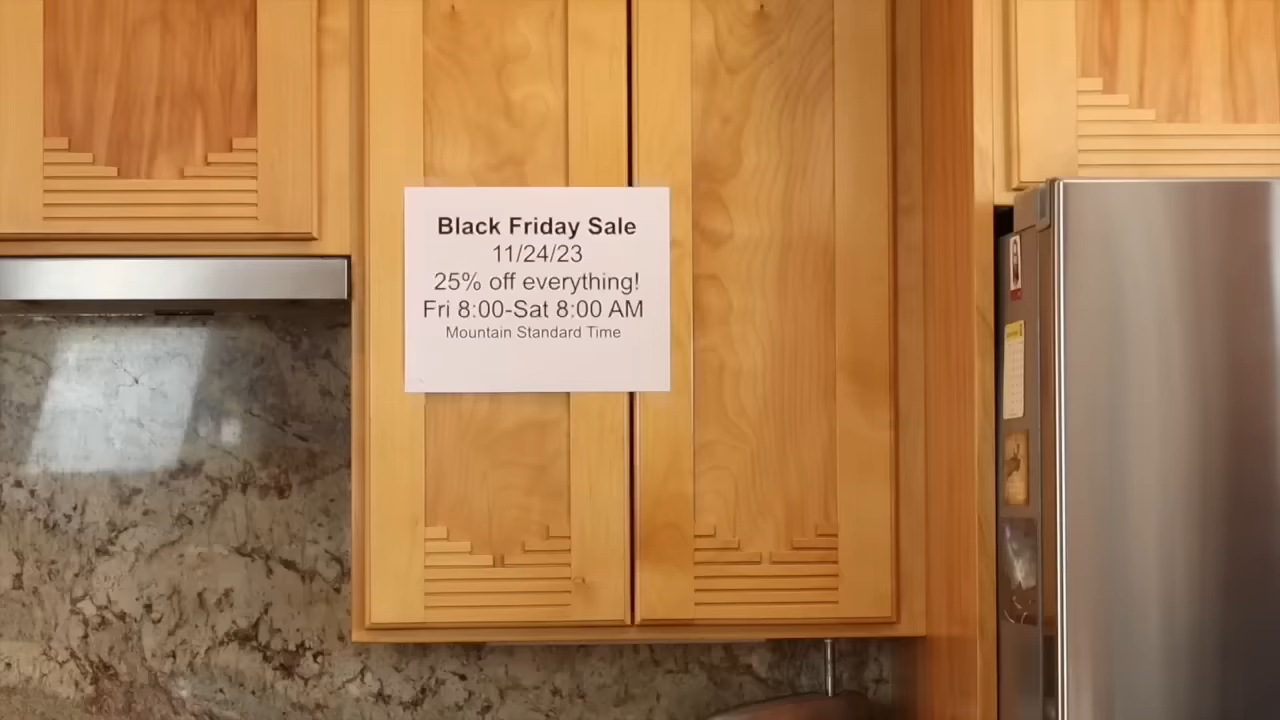 Black Friday Sale
11/24/23
25% off everything!
Fri 8:00-Sat 8:00 AM
Mountain Standard Time